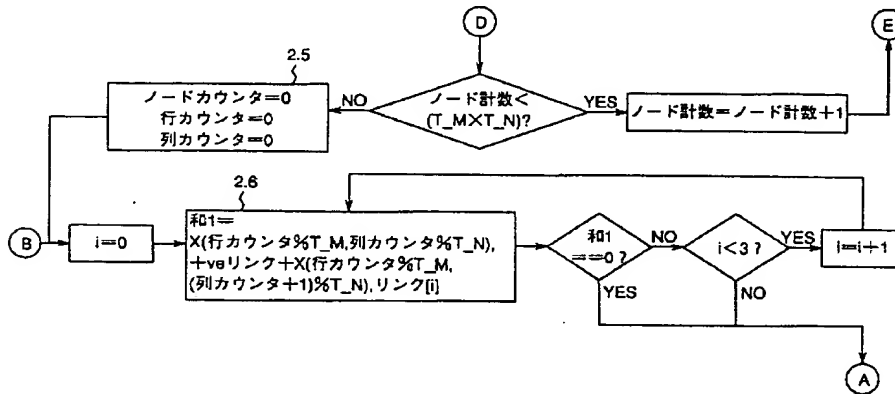 D
E
2.5
ノードカウンタ=0
行カウンタ=0
列カウンタ=0
NO
ノード計数<
(T_M×T_N)?
YES
ノード計数=ノード計数+1
2.6
B
i=0
和1=
X(行カウンタ%T_M,列カウンタ%T_N),
+veリンク+X(行カウンタ%T_M,
(列カウンタ+1)%T_N),リンク[i]
和1
==0?
NO
YES
i<3?
YES
NO
i=i+1
A